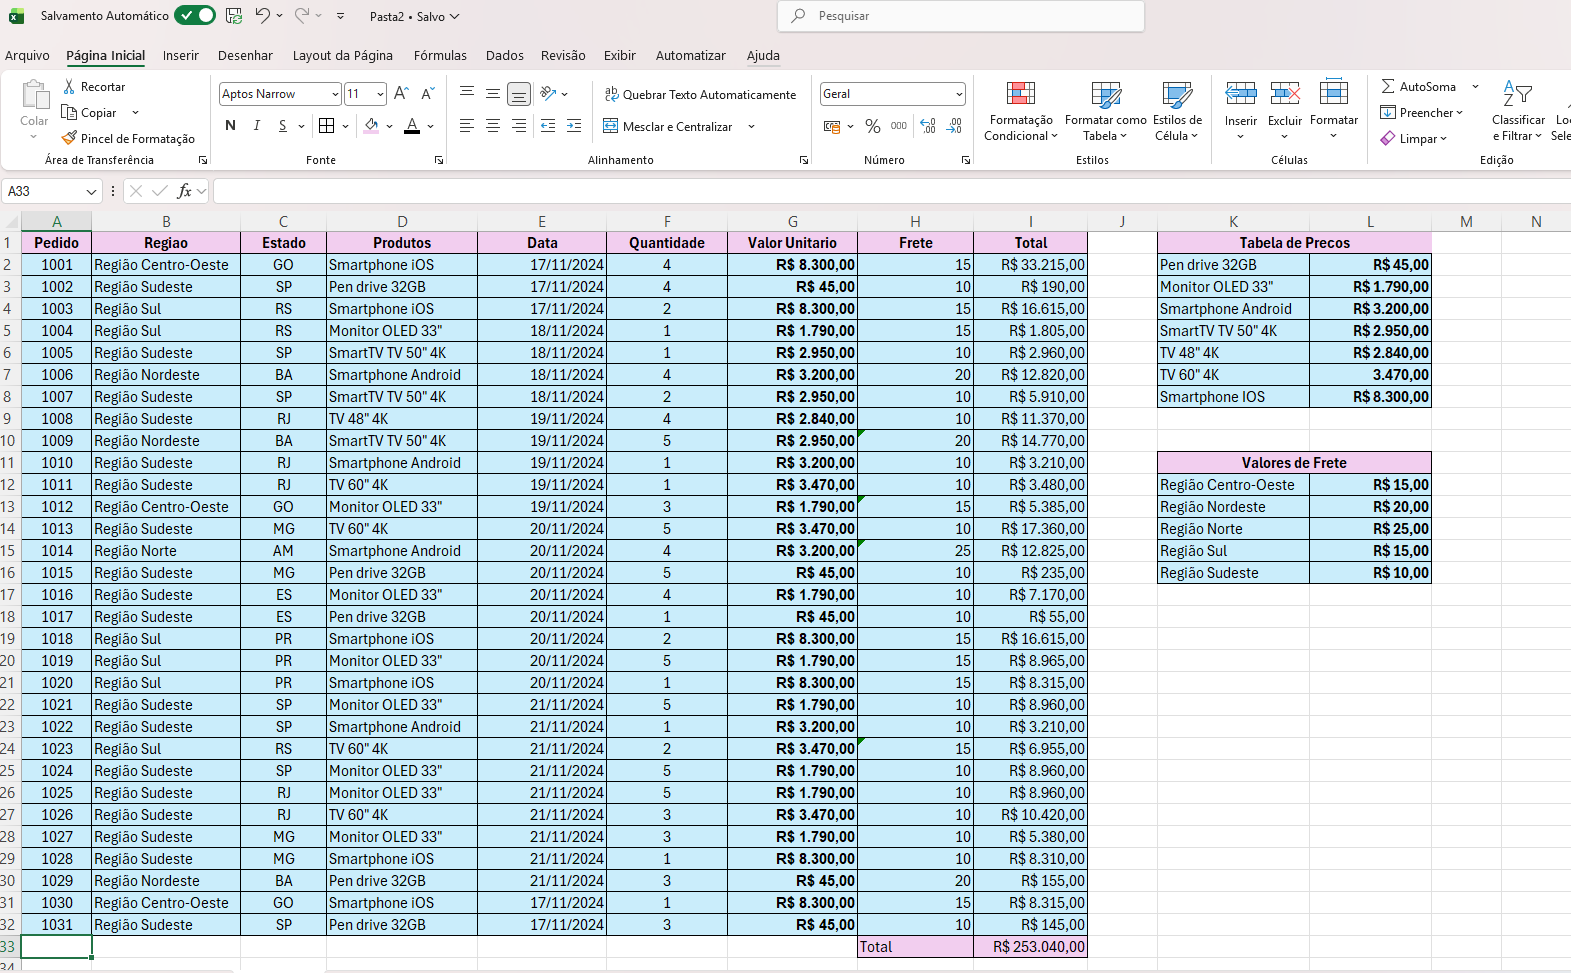 Salvamento Automático
Pasta2 • Salvo
Pesquisar
Arquivo Página Inicial Inserir Desenhar Layout da Página Fórmulas Dados Revisão Exibir Automatizar Ajuda
Colar
Recortar
Copiar
Pincel de Formatação
Área de Transferência
Aptos Narrow 11 A A
N I S A
Fonte
Quebrar Texto Automaticamente
Mesclar e Centralizar
Alinhamento
Geral
% 000
Número
Formatação Condicional
Formatar como Tabela
Estilos de Célula
Estilos
Inserir Excluir Formatar
Células
AutoSoma
Preencher
Limpar
Classificar e Filtrar
Edição
A33 fx
A B C D E F G H I J K L M N
1 Pedido Regiao Estado Produtos Data Quantidade Valor Unitario Frete Total Tabela de Precos
2 1001 Região Centro-Oeste GO Smartphone iOS 17/11/2024 4 R$ 8.300,00 15 R$ 33.215,00 Pen drive 32GB R$ 45,00
3 1002 Região Sudeste SP Pen drive 32GB 17/11/2024 4 R$ 45,00 10 R$ 190,00 Monitor OLED 33" R$ 1.790,00
4 1003 Região Sul RS Smartphone iOS 17/11/2024 2 R$ 8.300,00 15 R$ 16.615,00 Smartphone Android R$ 3.200,00
5 1004 Região Sul RS Monitor OLED 33" 18/11/2024 1 R$ 1.790,00 15 R$ 1.805,00 SmartTV TV 50" 4K R$ 2.950,00
6 1005 Região Sudeste SP SmartTV TV 50" 4K 18/11/2024 1 R$ 2.950,00 10 R$ 2.960,00 TV 48" 4K R$ 2.840,00
7 1006 Região Nordeste BA Smartphone Android 18/11/2024 4 R$ 3.200,00 20 R$ 12.820,00 TV 60" 4K 3.470,00
8 1007 Região Sudeste SP SmartTV TV 50" 4K 18/11/2024 2 R$ 2.950,00 10 R$ 5.910,00 Smartphone IOS R$ 8.300,00
9 1008 Região Sudeste RJ TV 48" 4K 19/11/2024 4 R$ 2.840,00 10 R$ 11.370,00
10 1009 Região Nordeste BA SmartTV TV 50" 4K 19/11/2024 5 R$ 2.950,00 20 R$ 14.770,00
11 1010 Região Sudeste RJ Smartphone Android 19/11/2024 1 R$ 3.200,00 10 R$ 3.210,00 Valores de Frete
12 1011 Região Sudeste RJ TV 60" 4K 19/11/2024 1 R$ 3.470,00 10 R$ 3.480,00 Região Centro-Oeste R$ 15,00
13 1012 Região Centro-Oeste GO Monitor OLED 33" 19/11/2024 3 R$ 1.790,00 15 R$ 5.385,00 Região Nordeste R$ 20,00
14 1013 Região Sudeste MG TV 60" 4K 20/11/2024 5 R$ 3.470,00 10 R$ 17.360,00 Região Norte R$ 25,00
15 1014 Região Norte AM Smartphone Android 20/11/2024 4 R$ 3.200,00 25 R$ 12.825,00 Região Sul R$ 15,00
16 1015 Região Sudeste MG Pen drive 32GB 20/11/2024 5 R$ 45,00 10 R$ 235,00 Região Sudeste R$ 10,00
17 1016 Região Sudeste ES Monitor OLED 33" 20/11/2024 4 R$ 1.790,00 10 R$ 7.170,00
18 1017 Região Sudeste ES Pen drive 32GB 20/11/2024 1 R$ 45,00 10 R$ 55,00
19 1018 Região Sul PR Smartphone iOS 20/11/2024 2 R$ 8.300,00 15 R$ 16.615,00
20 1019 Região Sul PR Monitor OLED 33" 20/11/2024 5 R$ 1.790,00 15 R$ 8.965,00
21 1020 Região Sul PR Smartphone iOS 20/11/2024 1 R$ 8.300,00 15 R$ 8.315,00
22 1021 Região Sudeste SP Monitor OLED 33" 21/11/2024 5 R$ 1.790,00 10 R$ 8.960,00
23 1022 Região Sudeste SP Smartphone Android 21/11/2024 1 R$ 3.200,00 10 R$ 3.210,00
24 1023 Região Sul RS TV 60" 4K 21/11/2024 2 R$ 3.470,00 15 R$ 6.955,00
25 1024 Região Sudeste SP Monitor OLED 33" 21/11/2024 5 R$ 1.790,00 10 R$ 8.960,00
26 1025 Região Sudeste RJ Monitor OLED 33" 21/11/2024 5 R$ 1.790,00 10 R$ 8.960,00
27 1026 Região Sudeste RJ TV 60" 4K 21/11/2024 3 R$ 3.470,00 10 R$ 10.420,00
28 1027 Região Sudeste MG Monitor OLED 33" 21/11/2024 3 R$ 1.790,00 10 R$ 5.380,00
29 1028 Região Sudeste MG Smartphone iOS 21/11/2024 1 R$ 8.300,00 10 R$ 8.310,00
30 1029 Região Nordeste BA Pen drive 32GB 21/11/2024 3 R$ 45,00 20 R$ 155,00
31 1030 Região Centro-Oeste GO Smartphone iOS 17/11/2024 1 R$ 8.300,00 15 R$ 8.315,00
32 1031 Região Sudeste SP Pen drive 32GB 17/11/2024 3 R$ 45,00 10 R$ 145,00
33 Total R$ 253.040,00
34